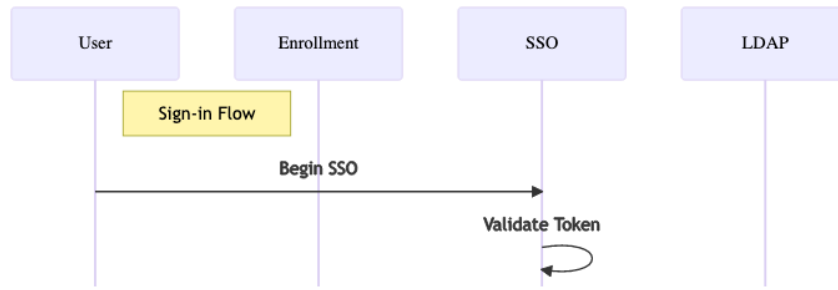 User
Enrollment
SSO
LDAP
Sign-in Flow
Begin SSO
Validate Token